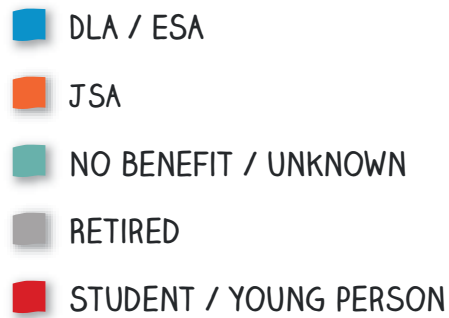 DLA / ESA
JSA
NO BENEFIT / UNKNOWN
RETIRED
STUDENT / YOUNG PERSON